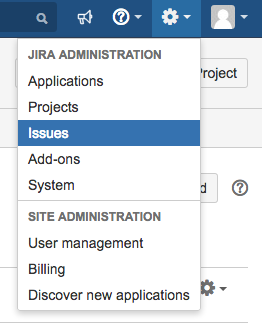 JIRA ADMINISTRATION
Applications
Project
Projects
Issues
Add-ons
System
d
SITE ADMINISTRATION
User management
Billing
Discover new applications